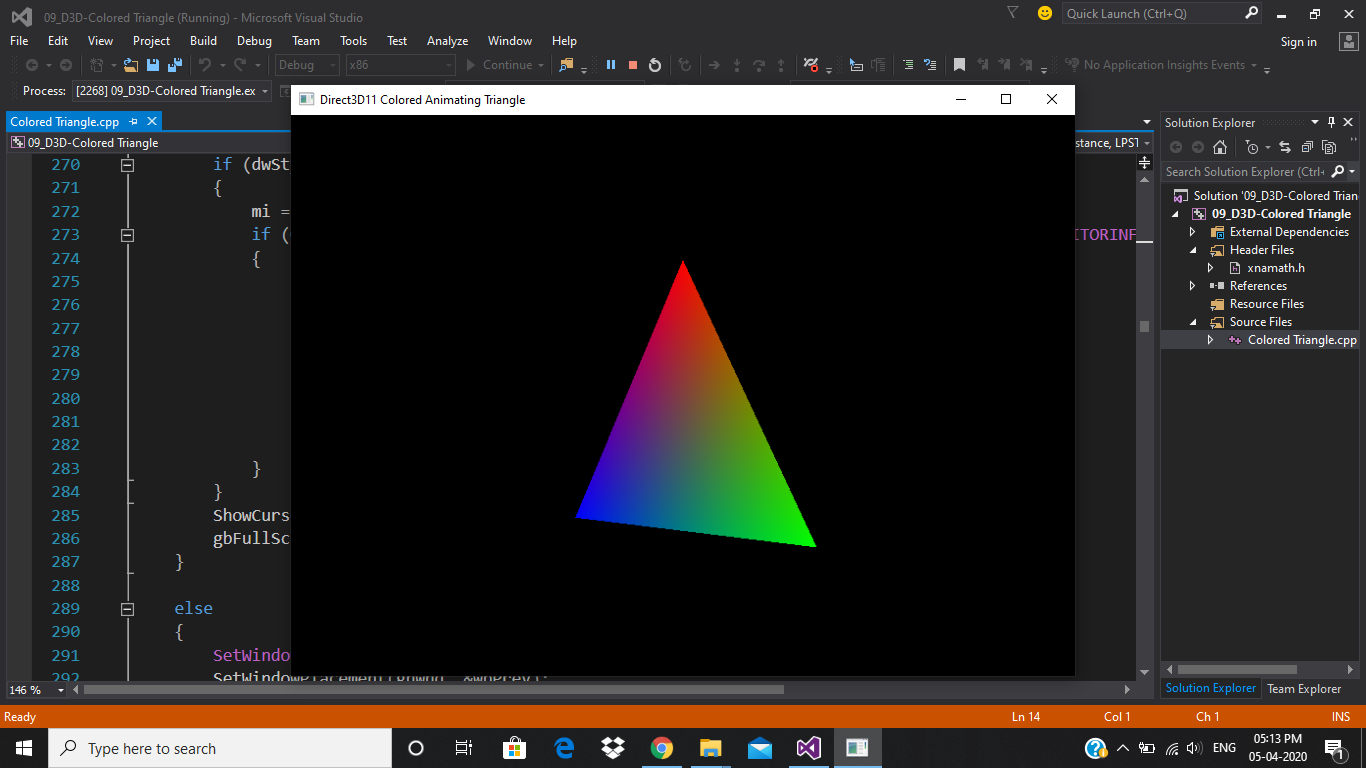 09_D3D-Colored Triangle (Running) - Microsoft Visual Studio
Quick Launch (Ctrl+Q)
File Edit View Project Build Debug Team Tools Test Analyze Window Help
Sign in
Debug x86 Continue No Application Insights Events
Process: [2268] 09_D3D-Colored Triangle.ex
Direct3D11 Colored Animating Triangle
Colored Triangle.cpp
09_D3D-Colored Triangle
stance, LPST
270 if (dwSt
271 {
272 mi =
273 if ( ITORINF
274 {
275
276
277
278
279
280
281
282
283 }
284 }
285 ShowCurs
286 gbFullSc
287 }
288
289 else
290 {
291 SetWindo
292 SetWindowPlacement(ghwnd, &wpPrev);
146 %
Solution Explorer
Search Solution Explorer (Ctrl+
Solution '09_D3D-Colored Trian
09_D3D-Colored Triangle
External Dependencies
Header Files
xnamath.h
References
Resource Files
Source Files
Colored Triangle.cpp
Solution Explorer Team Explorer
Ready Ln 14 Col 1 Ch 1 INS
Type here to search
ENG
05:13 PM
05-04-2020
1